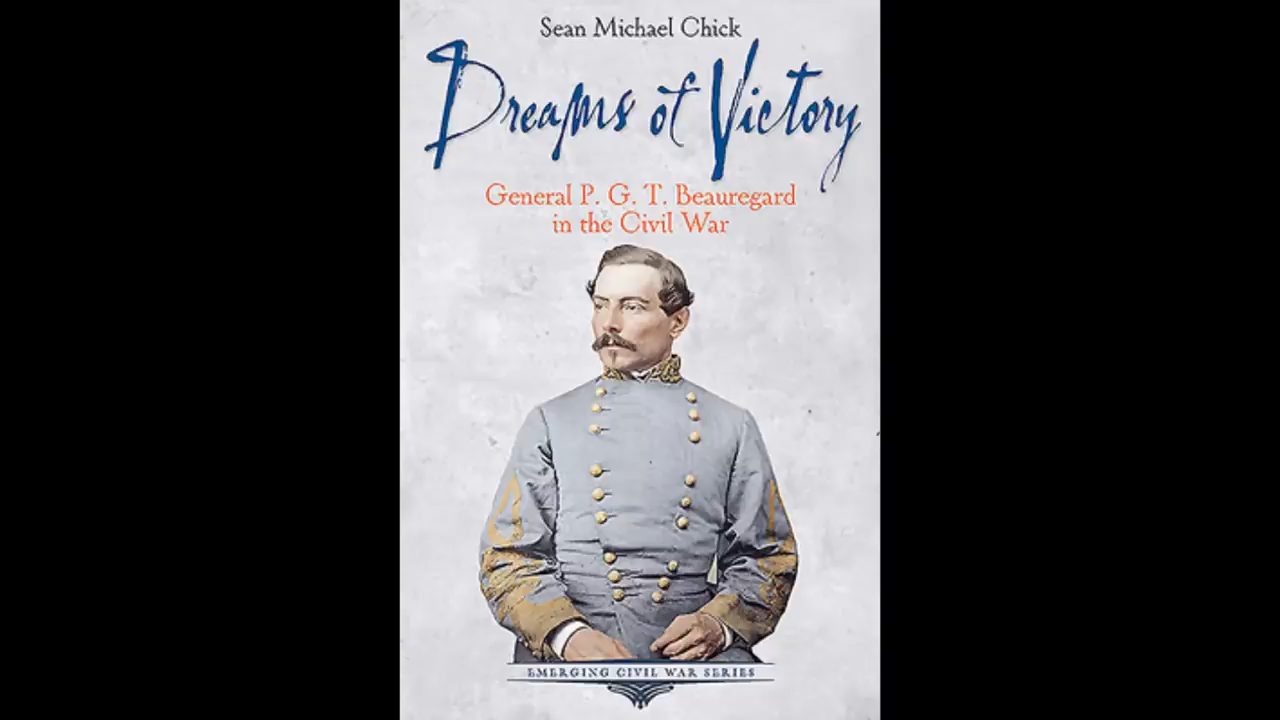 Sean Michael Chick
Dreams of Victory
General P. G. T. Beauregard
in the Civil War
EMERGING CIVIL WAR SERIES